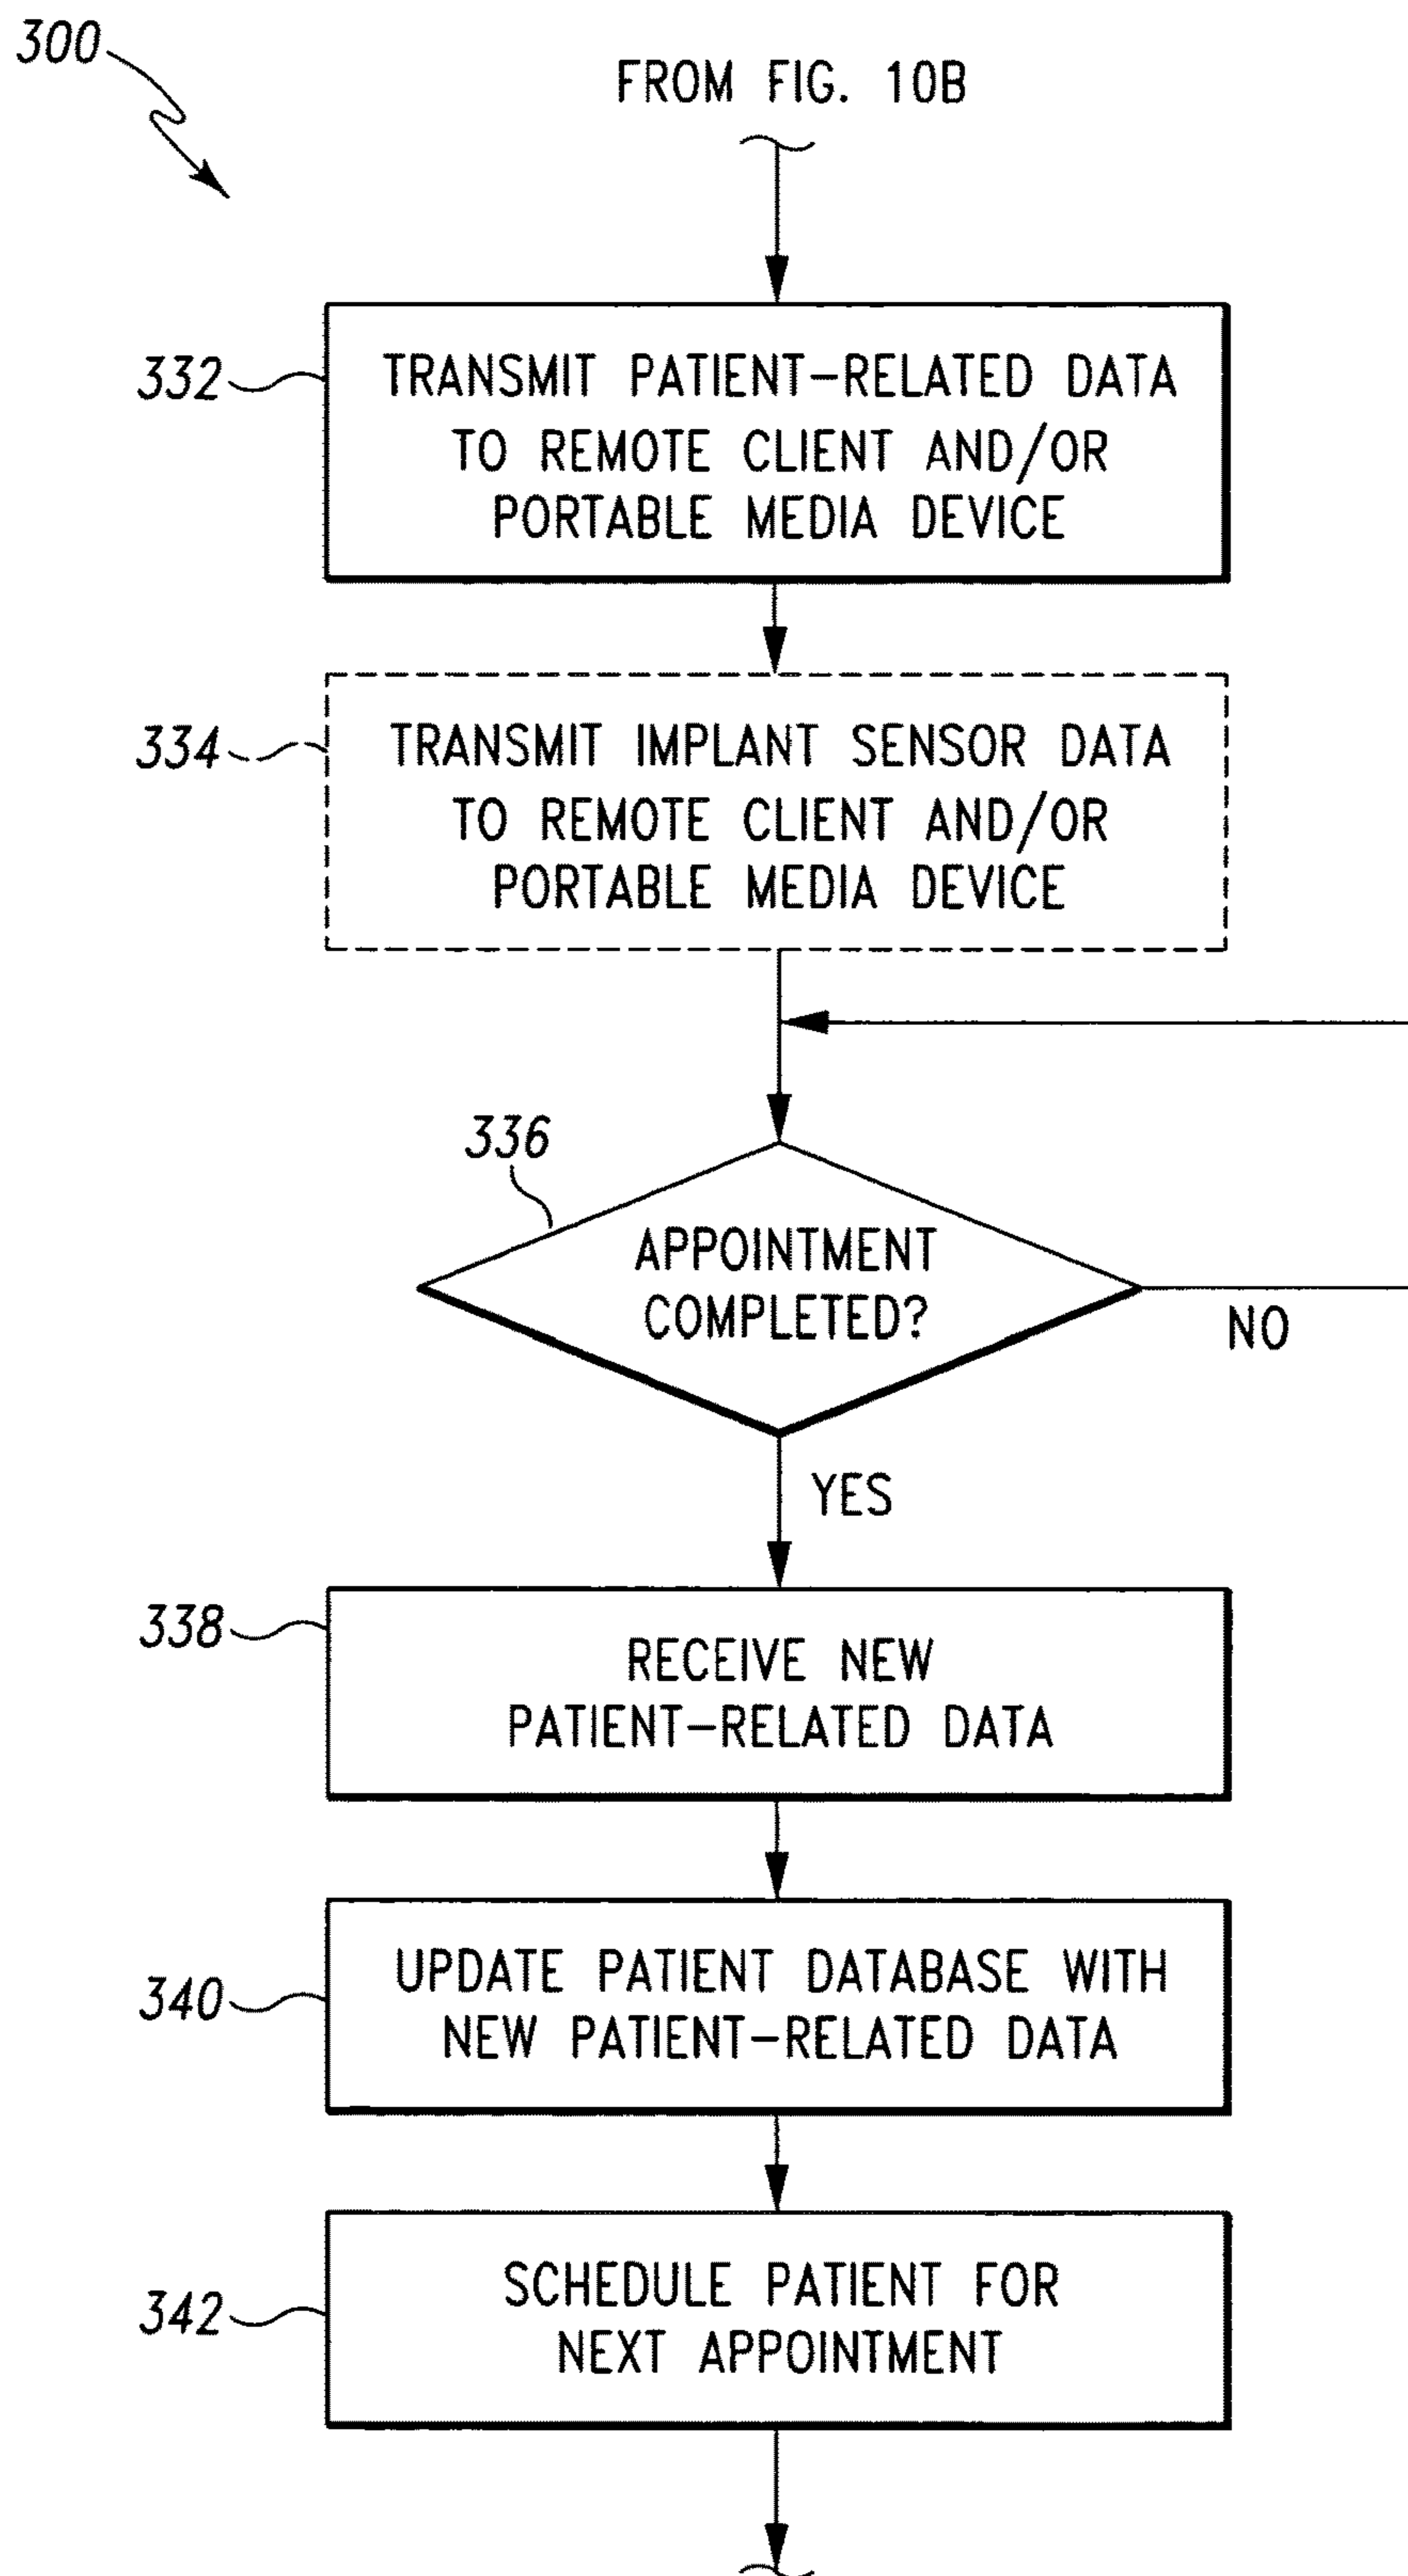 300
FROM FIG. 10B
332
TRANSMIT PATIENT-RELATED DATA
TO REMOTE CLIENT AND/OR
PORTABLE MEDIA DEVICE
334
TRANSMIT IMPLANT SENSOR DATA
TO REMOTE CLIENT AND/OR
PORTABLE MEDIA DEVICE
336
APPOINTMENT
COMPLETED?
NO
YES
338
RECEIVE NEW
PATIENT-RELATED DATA
340
UPDATE PATIENT DATABASE WITH
NEW PATIENT-RELATED DATA
342
SCHEDULE PATIENT FOR
NEXT APPOINTMENT